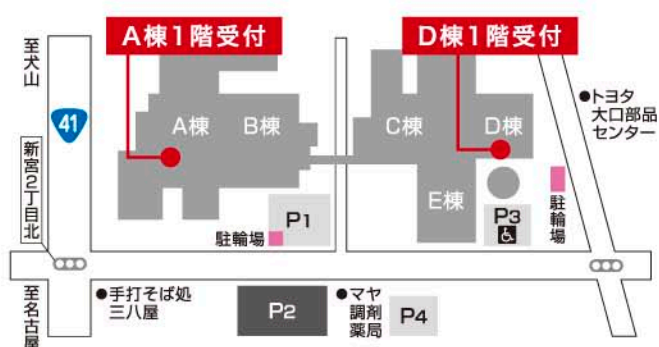 A棟1階受付
D棟1階受付
至犬山
41
新宮2丁目北
至名古屋
A棟
B棟
C棟
D棟
E棟
●トヨタ
大口部品
センター
P1
駐輪場
P3
駐輪場
●手打そば処
三八屋
P2
●マヤ
調剤
薬局
P4